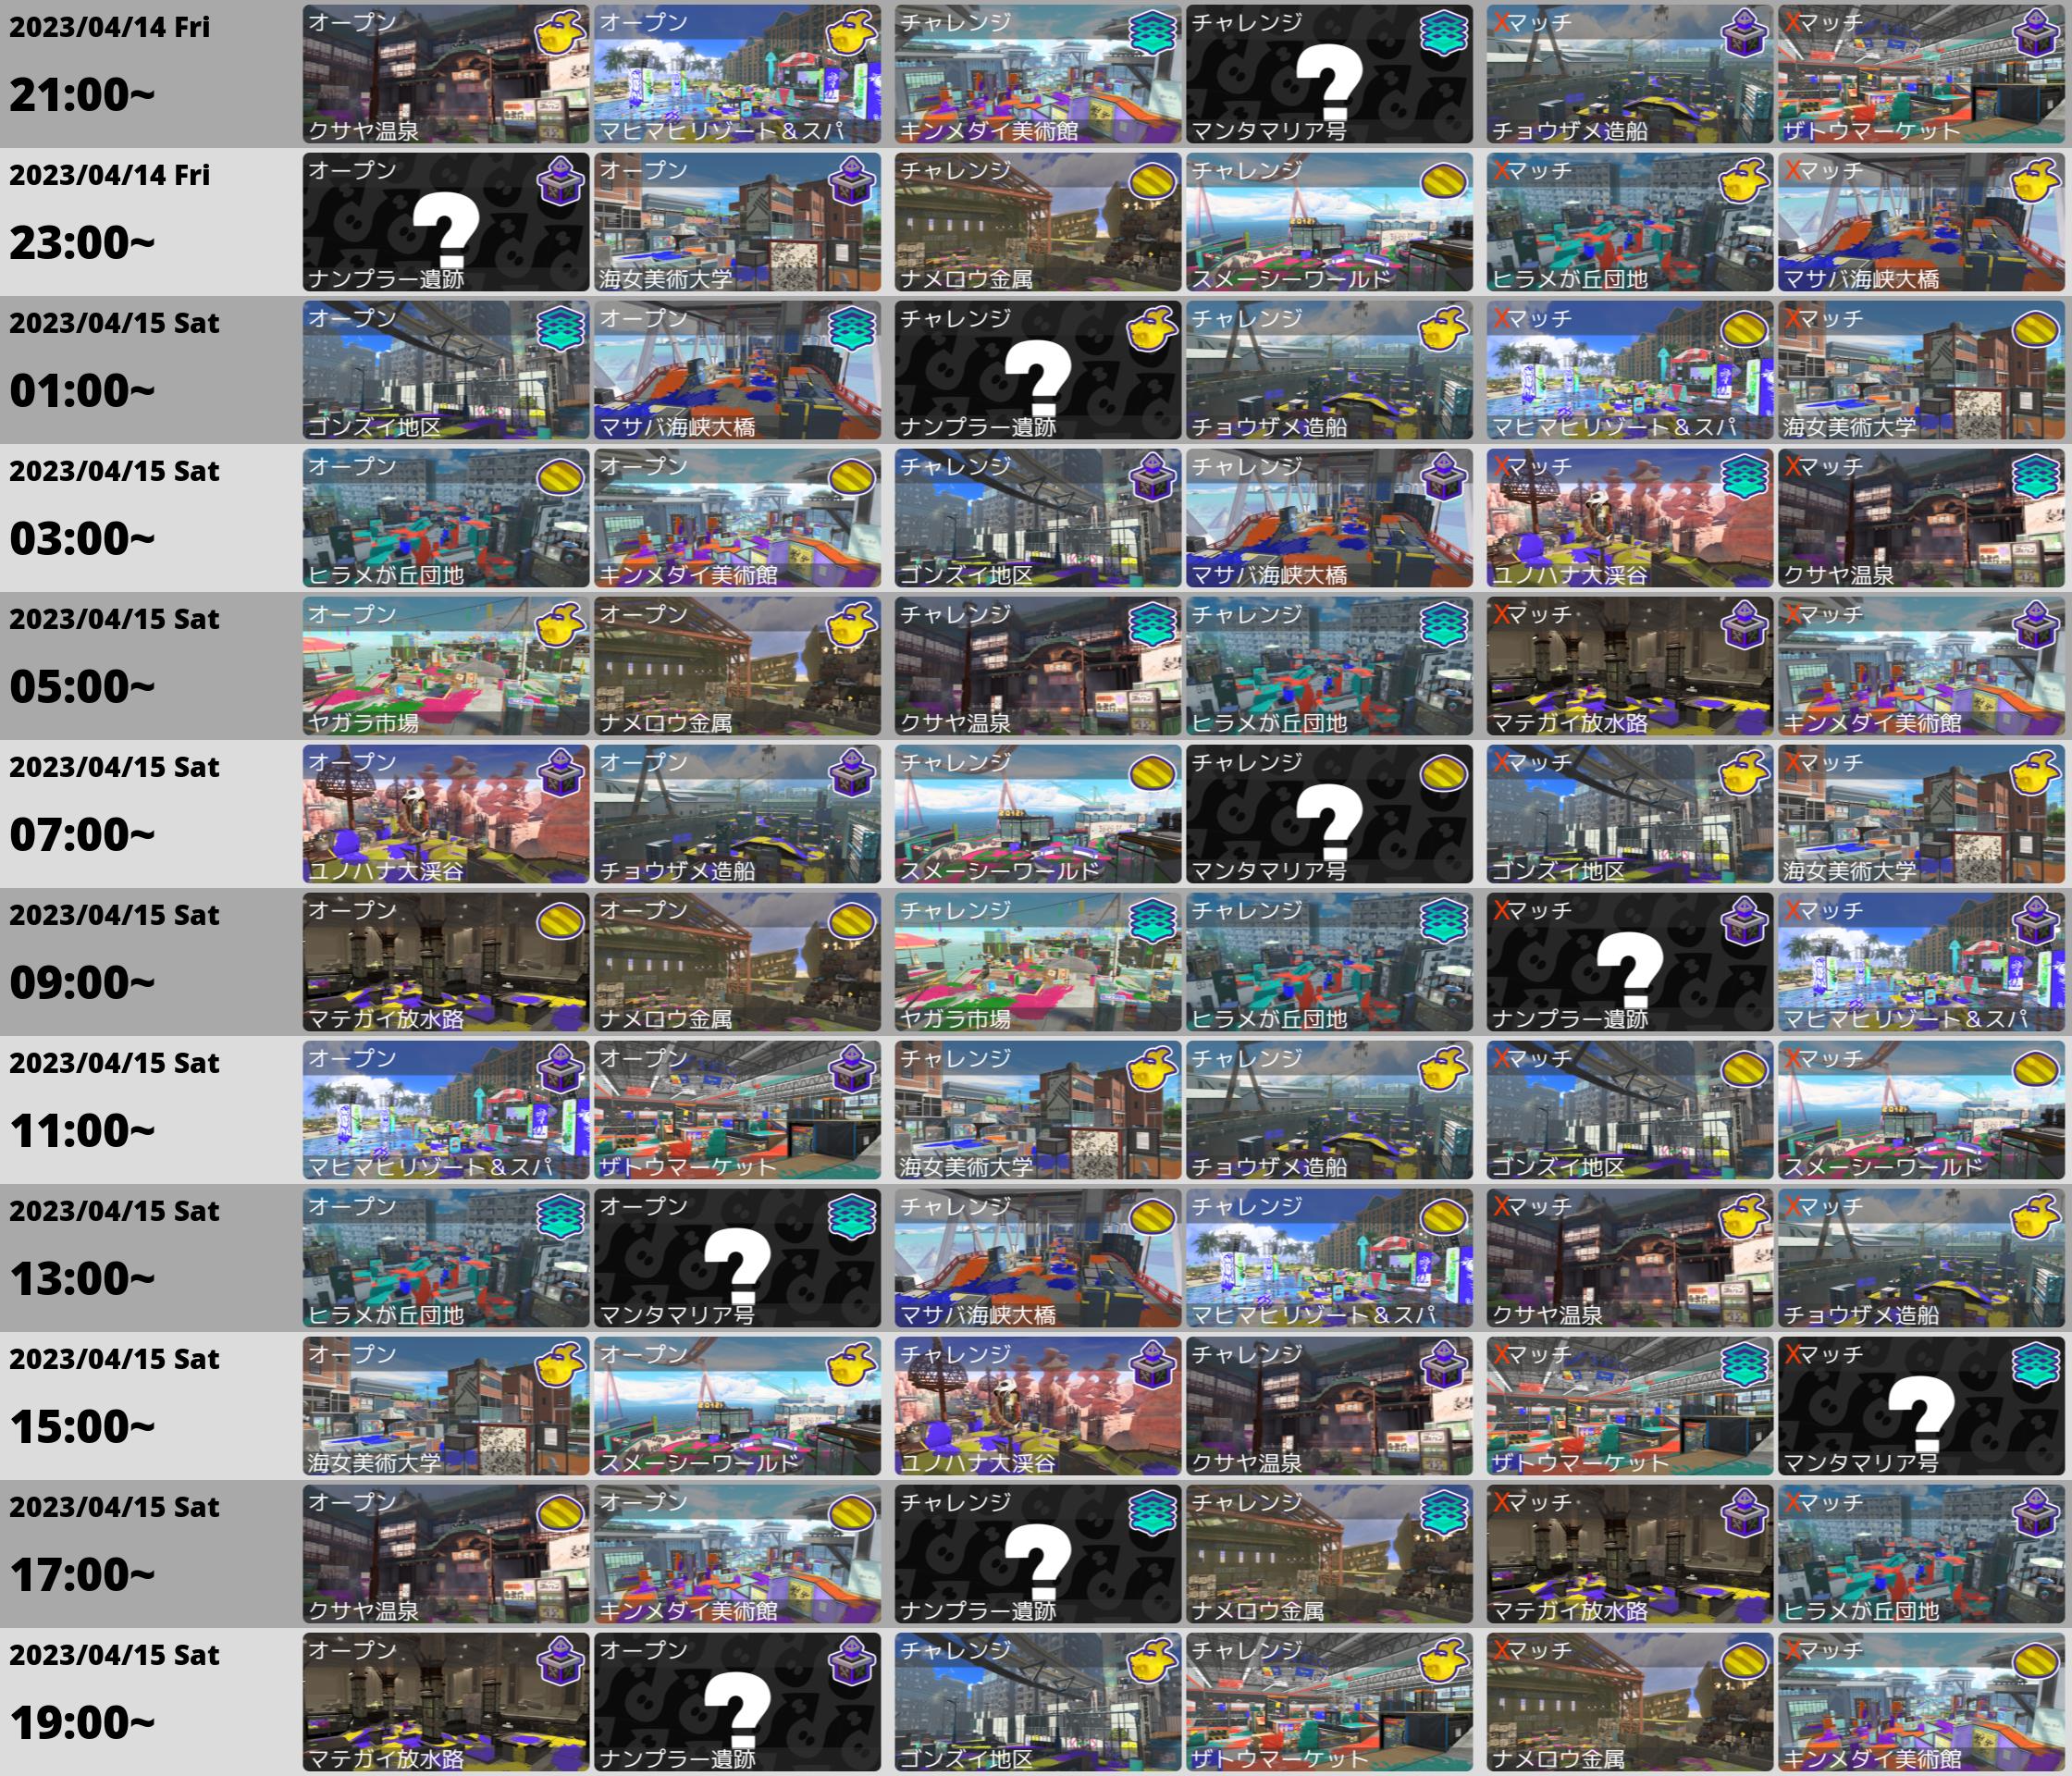 2023/04/14 Fri
21:00~
オープン
クサヤ温泉
オープン
マヒマヒリゾート＆スパ
チャレンジ
キンメダイ美術館
チャレンジ
マンタマリア号
Xマッチ
チョウザメ造船
Xマッチ
ザトウマーケット
2023/04/14 Fri
23:00~
オープン
ナンプラー遺跡
オープン
海女美術大学
チャレンジ
ナメロウ金属
チャレンジ
スメーシーワールド
Xマッチ
ヒラメが丘団地
Xマッチ
マサバ海峡大橋
2023/04/15 Sat
01:00~
オープン
ゴンズイ地区
オープン
マサバ海峡大橋
チャレンジ
ナンプラー遺跡
チャレンジ
チョウザメ造船
Xマッチ
マヒマヒリゾート＆スパ
Xマッチ
海女美術大学
2023/04/15 Sat
03:00~
オープン
ヒラメが丘団地
オープン
キンメダイ美術館
チャレンジ
ゴンズイ地区
チャレンジ
マサバ海峡大橋
Xマッチ
ユノハナ大渓谷
Xマッチ
クサヤ温泉
2023/04/15 Sat
05:00~
オープン
ヤガラ市場
オープン
ナメロウ金属
チャレンジ
クサヤ温泉
チャレンジ
ヒラメが丘団地
Xマッチ
マテガイ放水路
Xマッチ
キンメダイ美術館
2023/04/15 Sat
07:00~
オープン
ユノハナ大渓谷
オープン
チョウザメ造船
チャレンジ
スメーシーワールド
チャレンジ
マンタマリア号
Xマッチ
ゴンズイ地区
Xマッチ
海女美術大学
2023/04/15 Sat
09:00~
オープン
マテガイ放水路
オープン
ナメロウ金属
チャレンジ
ヤガラ市場
チャレンジ
ヒラメが丘団地
Xマッチ
ナンプラー遺跡
Xマッチ
マヒマヒリゾート＆スパ
2023/04/15 Sat
11:00~
オープン
マヒマヒリゾート＆スパ
オープン
ザトウマーケット
チャレンジ
海女美術大学
チャレンジ
チョウザメ造船
Xマッチ
ゴンズイ地区
Xマッチ
スメーシーワールド
2023/04/15 Sat
13:00~
オープン
ヒラメが丘団地
オープン
マンタマリア号
チャレンジ
マサバ海峡大橋
チャレンジ
マヒマヒリゾート＆スパ
Xマッチ
クサヤ温泉
Xマッチ
チョウザメ造船
2023/04/15 Sat
15:00~
オープン
海女美術大学
オープン
スメーシーワールド
チャレンジ
ユノハナ大渓谷
チャレンジ
クサヤ温泉
Xマッチ
ザトウマーケット
Xマッチ
マンタマリア号
2023/04/15 Sat
17:00~
オープン
クサヤ温泉
オープン
キンメダイ美術館
チャレンジ
ナンプラー遺跡
チャレンジ
ナメロウ金属
Xマッチ
マテガイ放水路
Xマッチ
ヒラメが丘団地
2023/04/15 Sat
19:00~
オープン
マテガイ放水路
オープン
ナンプラー遺跡
チャレンジ
ゴンズイ地区
チャレンジ
ザトウマーケット
Xマッチ
ナメロウ金属
Xマッチ
キンメダイ美術館